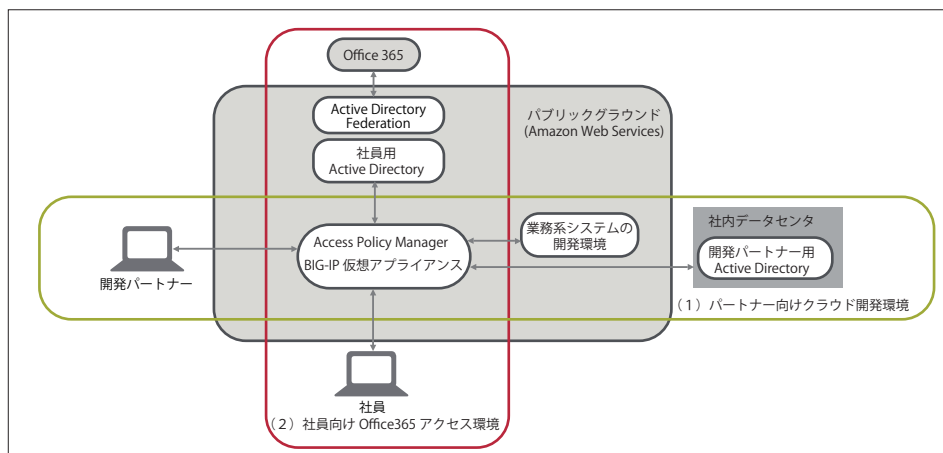 Office 365
Active Directory
Federation
パブリックグラウンド
(Amazon Web Services)
社員用
Active Directory
Access Policy Manager
BIG-IP 仮想アプライアンス
業務系システムの
開発環境
社内データセンタ
開発パートナー用
Active Directory
開発パートナー
（1）パートナー向けクラウド開発環境
社員
（2）社員向け Office365 アクセス環境